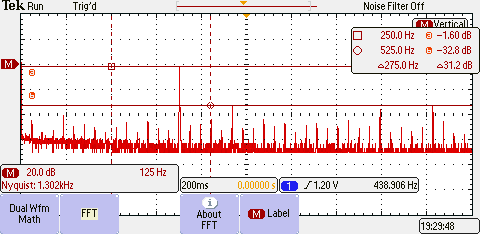 Tek Run Trig'd Noise Filter Off
M Vertical
250.0 Hz a -1.60 dB
525.0 Hz b -32.8 dB
△275.0 Hz △31.2 dB
M
a
b
M 20.0 dB 125 Hz
Nyquist: 1.302kHz
200ms 0.00000 s
1 1.20 V 438.906 Hz
Dual Wfm Math
FFT
i
About FFT
M Label
19:29:48